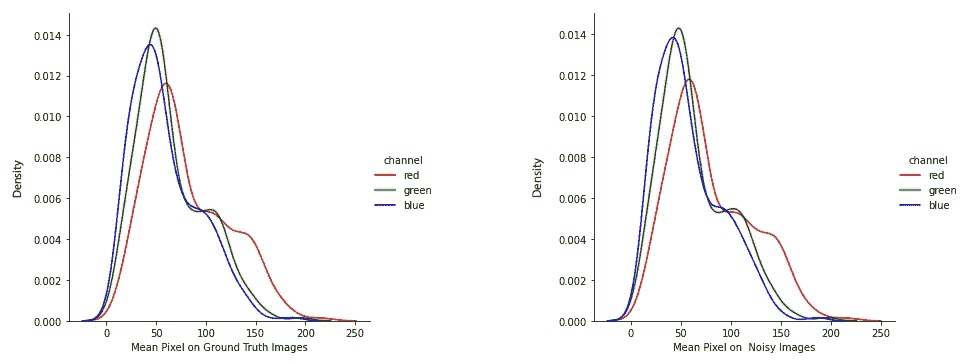 0.014
0.012
0.010
0.008
0.006
0.004
0.002
0.000
Density
0
50
100
150
200
250
Mean Pixel on Ground Truth Images
channel
red
green
blue
0.014
0.012
0.010
0.008
0.006
0.004
0.002
0.000
Density
0
50
100
150
200
250
Mean Pixel on Noisy Images
channel
red
green
blue